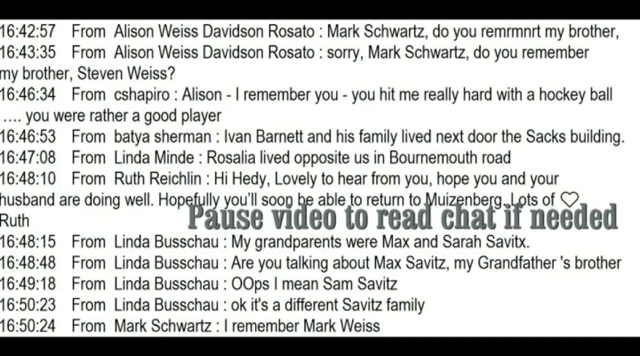 16:42:57 From Alison Weiss Davidson Rosato : Mark Schwartz, do you remrmnrt my brother,
16:43:35 From Alison Weiss Davidson Rosato : sorry, Mark Schwartz, do you remember
my brother, Steven Weiss?
16:46:34 From cshapiro : Alison - I remember you - you hit me really hard with a hockey ball
…. you were rather a good player
16:46:53 From batya sherman : Ivan Barnett and his family lived next door the Sacks building.
16:47:08 From Linda Minde : Rosalia lived opposite us in Bournemouth road
16:48:10 From Ruth Reichlin : Hi Hedy, Lovely to hear from you, hope you and your
husband are doing well. Hopefully you'll soon be able to return to Muizenberg. Lots of ♡
Ruth
Pause video to read chat if needed
16:48:15 From Linda Busschau : My grandparents were Max and Sarah Savitx.
16:48:48 From Linda Busschau : Are you talking about Max Savitz, my Grandfather 's brother
16:49:18 From Linda Busschau : OOps I mean Sam Savitz
16:50:23 From Linda Busschau : ok it's a different Savitz family
16:50:24 From Mark Schwartz : I remember Mark Weiss